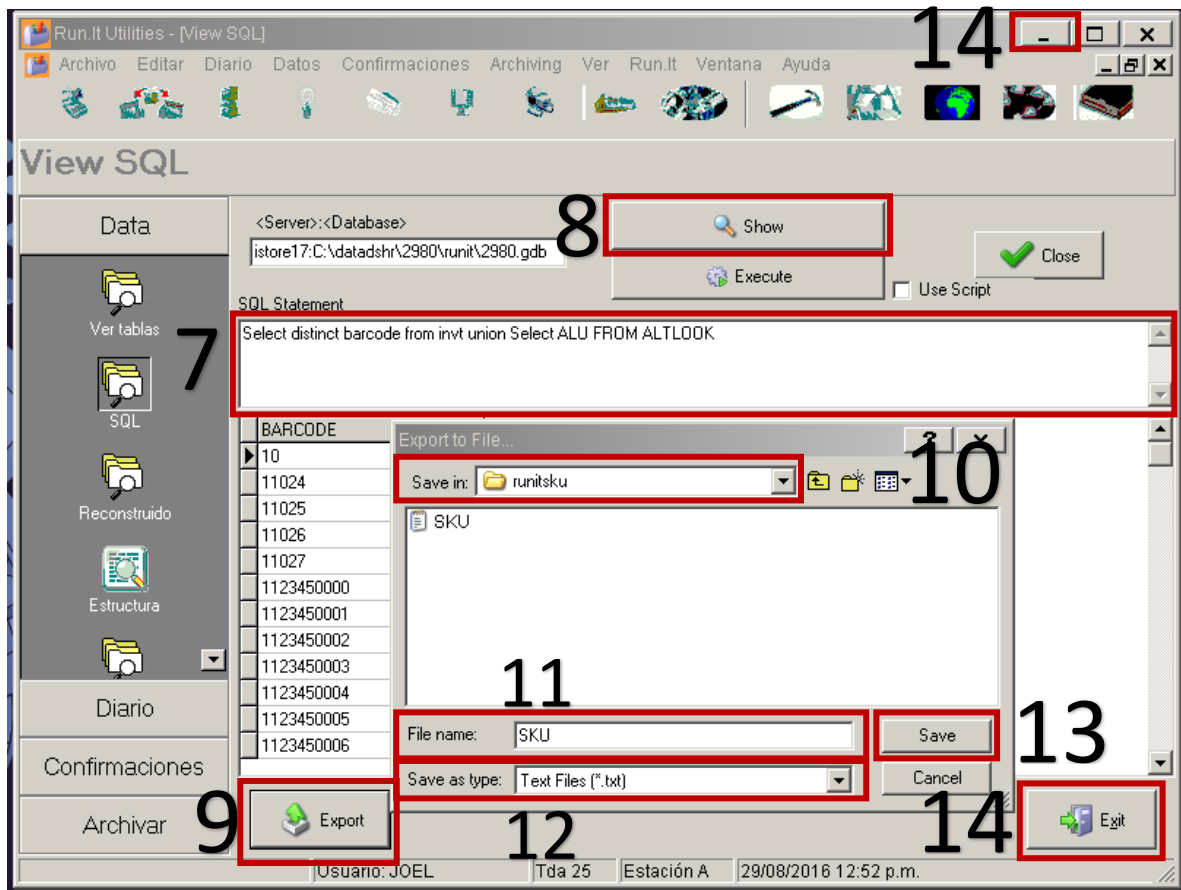 Run.It Utilities - [View SQL]
14
Archivo Editar Diario Datos Confirmaciones Archiving Ver Run.It Ventana Ayuda
View SQL
Data
<Server>:<Database>
8
Show
istore17:C:\datadshr\2980\runit\2980.gdb
Execute
Close
Use Script
SQL Statement
Ver tablas
7
Select distinct barcode from invt union Select ALU FROM ALTLOOK
SQL
BARCODE
Export to File...
10
10
Save in: runitsku
11024
11025
SKU
Reconstruido
11026
11027
1123450000
Estructura
1123450001
1123450002
1123450003
11
1123450004
Diario
1123450005
File name: SKU
Save
13
1123450006
Confirmaciones
Save as type: Text Files (*.txt)
Cancel
9
Export
12
14
Exit
Archivar
Usuario: JOEL Tda 25 Estación A 29/08/2016 12:52 p.m.